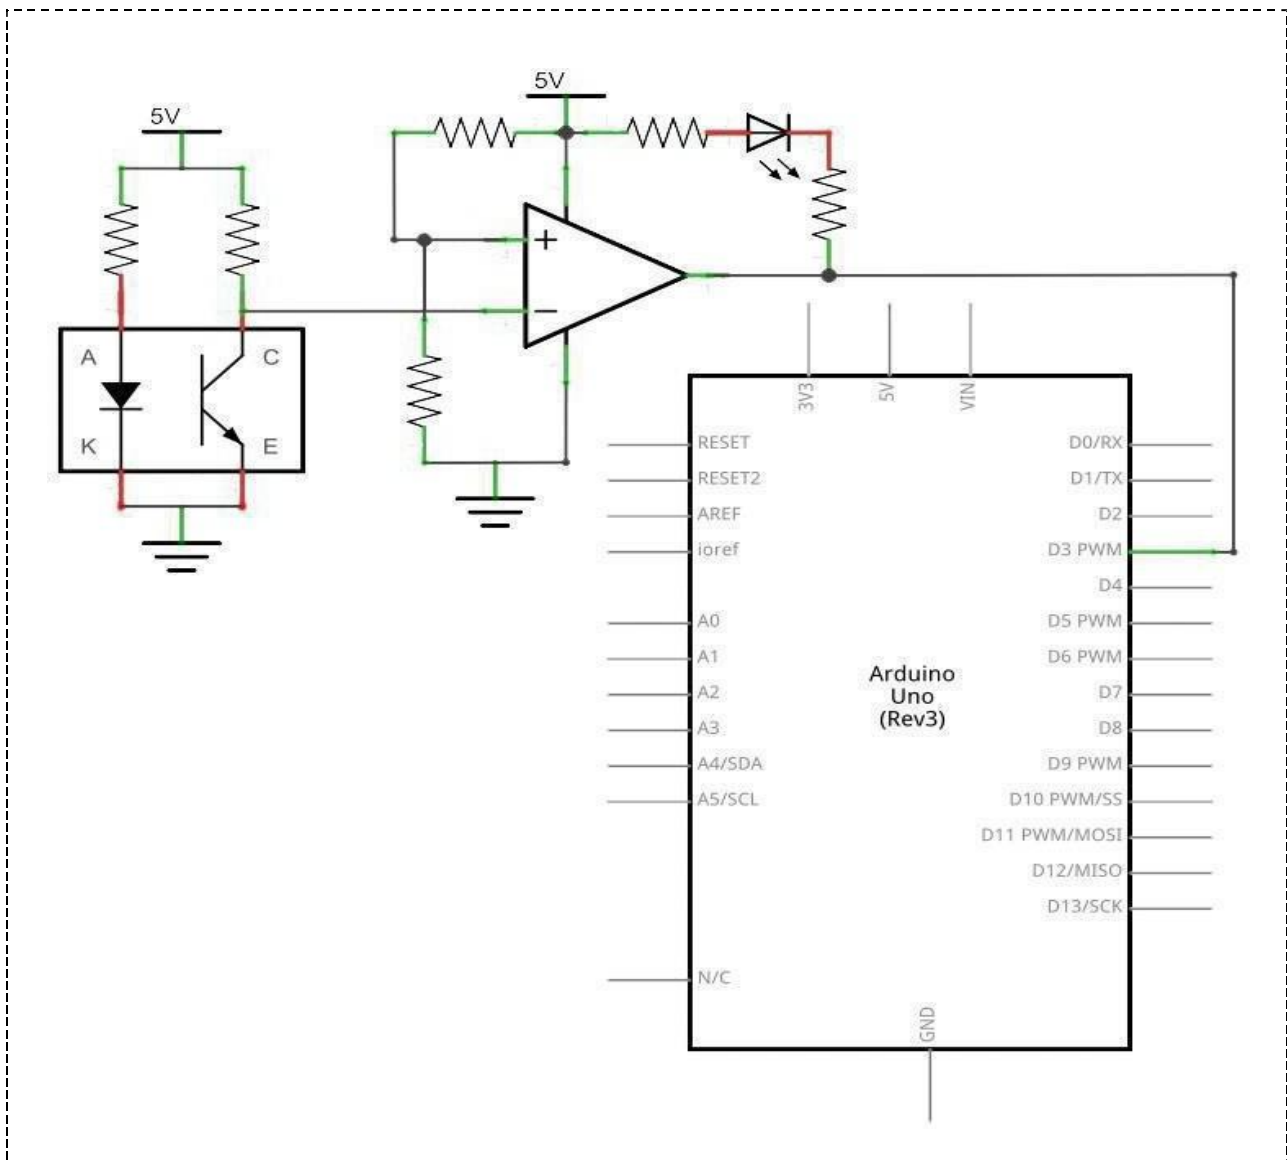 5V
5V
+
−
A
C
K
E
3V3
5V
VIN
RESET
D0/RX
RESET2
D1/TX
AREF
D2
ioref
D3 PWM
D4
A0
D5 PWM
A1
D6 PWM
Arduino
Uno
(Rev3)
A2
D7
A3
D8
A4/SDA
D9 PWM
A5/SCL
D10 PWM/SS
D11 PWM/MOSI
D12/MISO
D13/SCK
N/C
GND